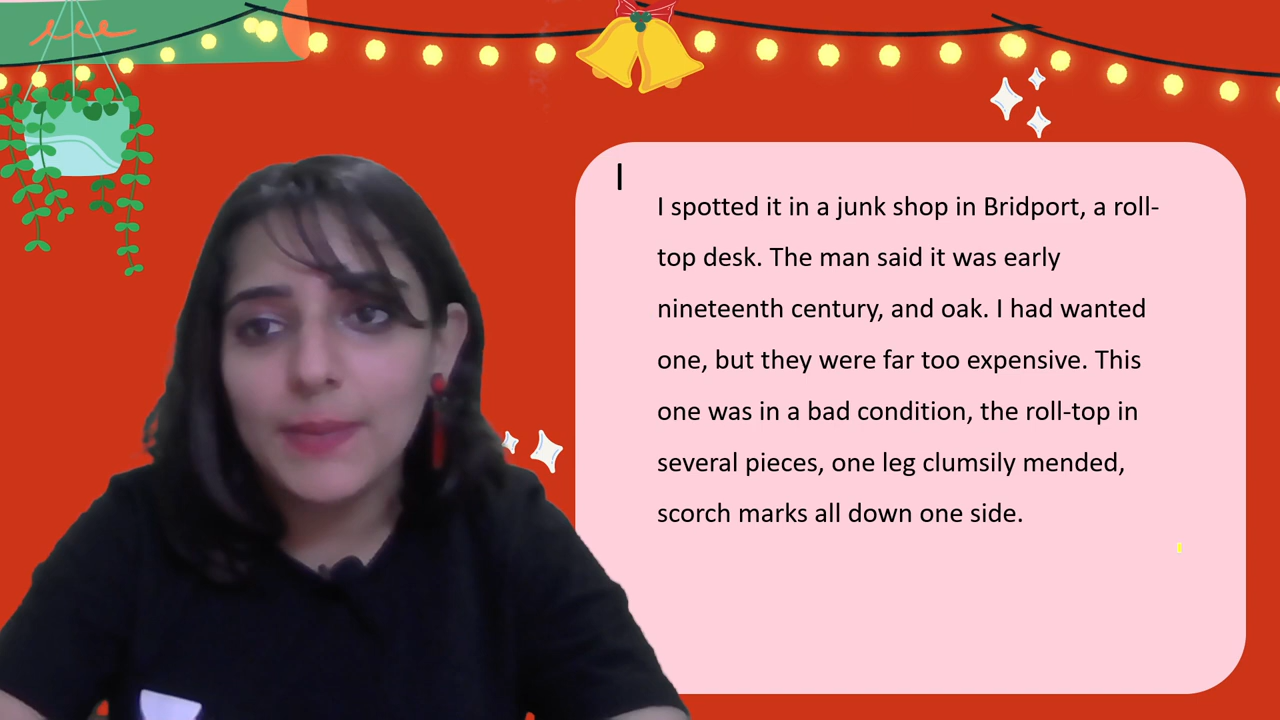 I spotted it in a junk shop in Bridport, a roll-
top desk. The man said it was early
nineteenth century, and oak. I had wanted
one, but they were far too expensive. This
one was in a bad condition, the roll-top in
several pieces, one leg clumsily mended,
scorch marks all down one side.